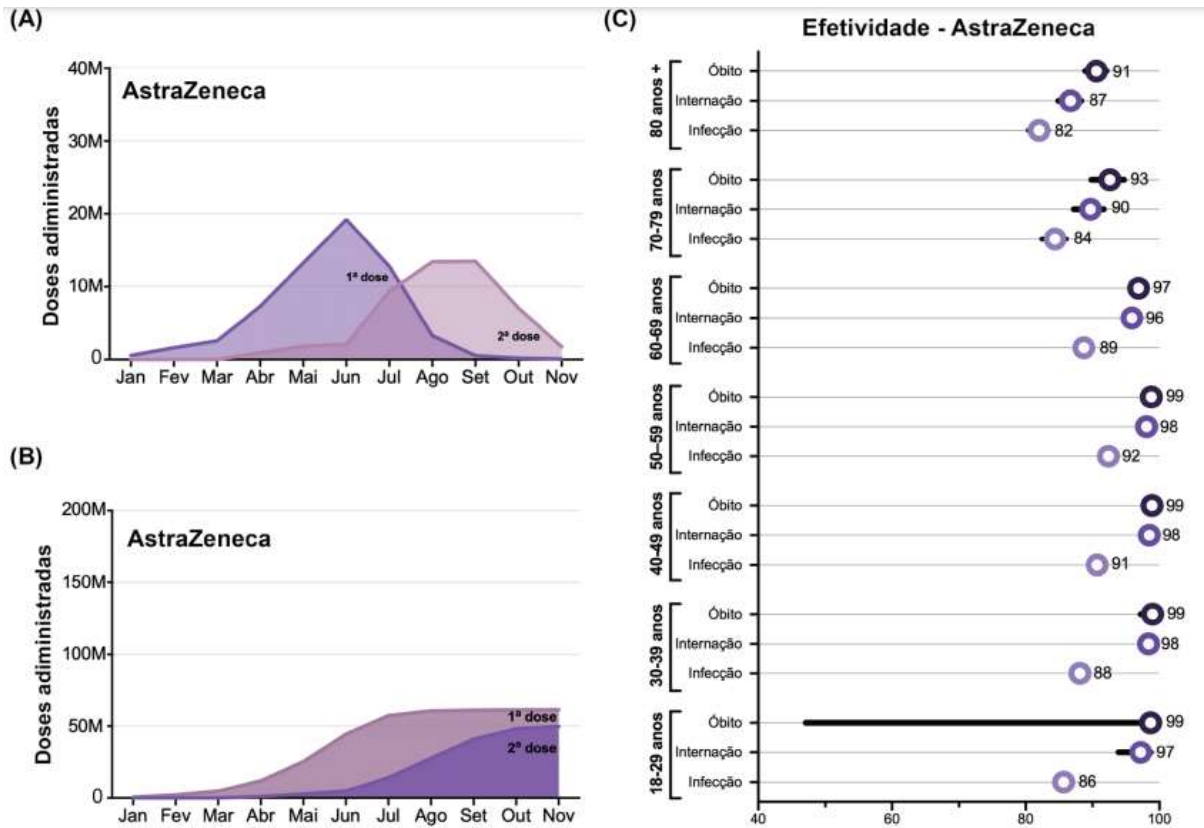 (A)
AstraZeneca
Doses adiministradas
40M
30M
20M
10M
0
1ª dose
2ª dose
Jan Fev Mar Abr Mai Jun Jul Ago Set Out Nov
(B)
AstraZeneca
Doses adiministradas
200M
150M
100M
50M
0
1ª dose
2ª dose
Jan Fev Mar Abr Mai Jun Jul Ago Set Out Nov
(C)
Efetividade - AstraZeneca
80 anos +
Óbito 91
Internação 87
Infecção 82
70-79 anos
Óbito 93
Internação 90
Infecção 84
60-69 anos
Óbito 97
Internação 96
Infecção 89
50–59 anos
Óbito 99
Internação 98
Infecção 92
40-49 anos
Óbito 99
Internação 98
Infecção 91
30-39 anos
Óbito 99
Internação 98
Infecção 88
18-29 anos
Óbito 99
Internação 97
Infecção 86
40 60 80 100